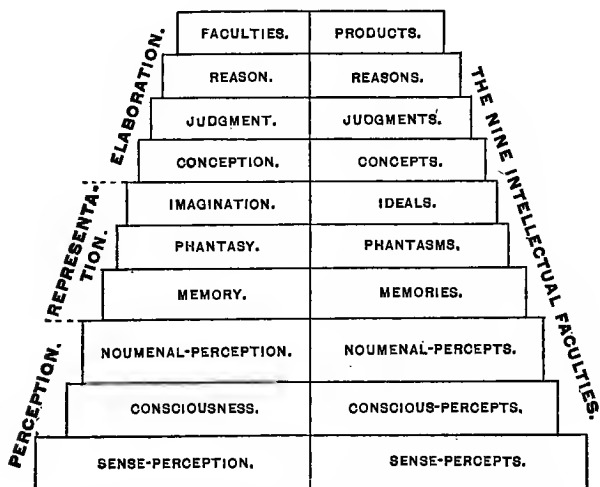 FACULTIES. PRODUCTS.
REASON. REASONS.
JUDGMENT. JUDGMENTS.
CONCEPTION. CONCEPTS.
IMAGINATION. IDEALS.
PHANTASY. PHANTASMS.
MEMORY. MEMORIES.
NOUMENAL-PERCEPTION. NOUMENAL-PERCEPTS.
CONSCIOUSNESS. CONSCIOUS-PERCEPTS.
SENSE-PERCEPTION. SENSE-PERCEPTS.
ELABORATION.
REPRESENTA-
TION.
PERCEPTION.
THE NINE INTELLECTUAL FACULTIES.